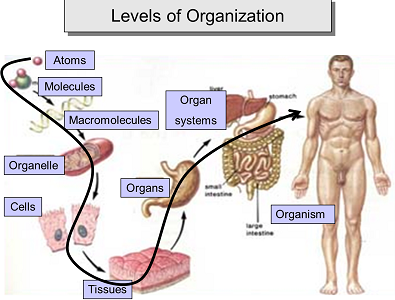 Levels of Organization
Atoms
Molecules
Macromolecules
Organelle
Cells
Tissues
Organs
Organ
systems
liver
stomach
small
intestine
large
intestine
Organism